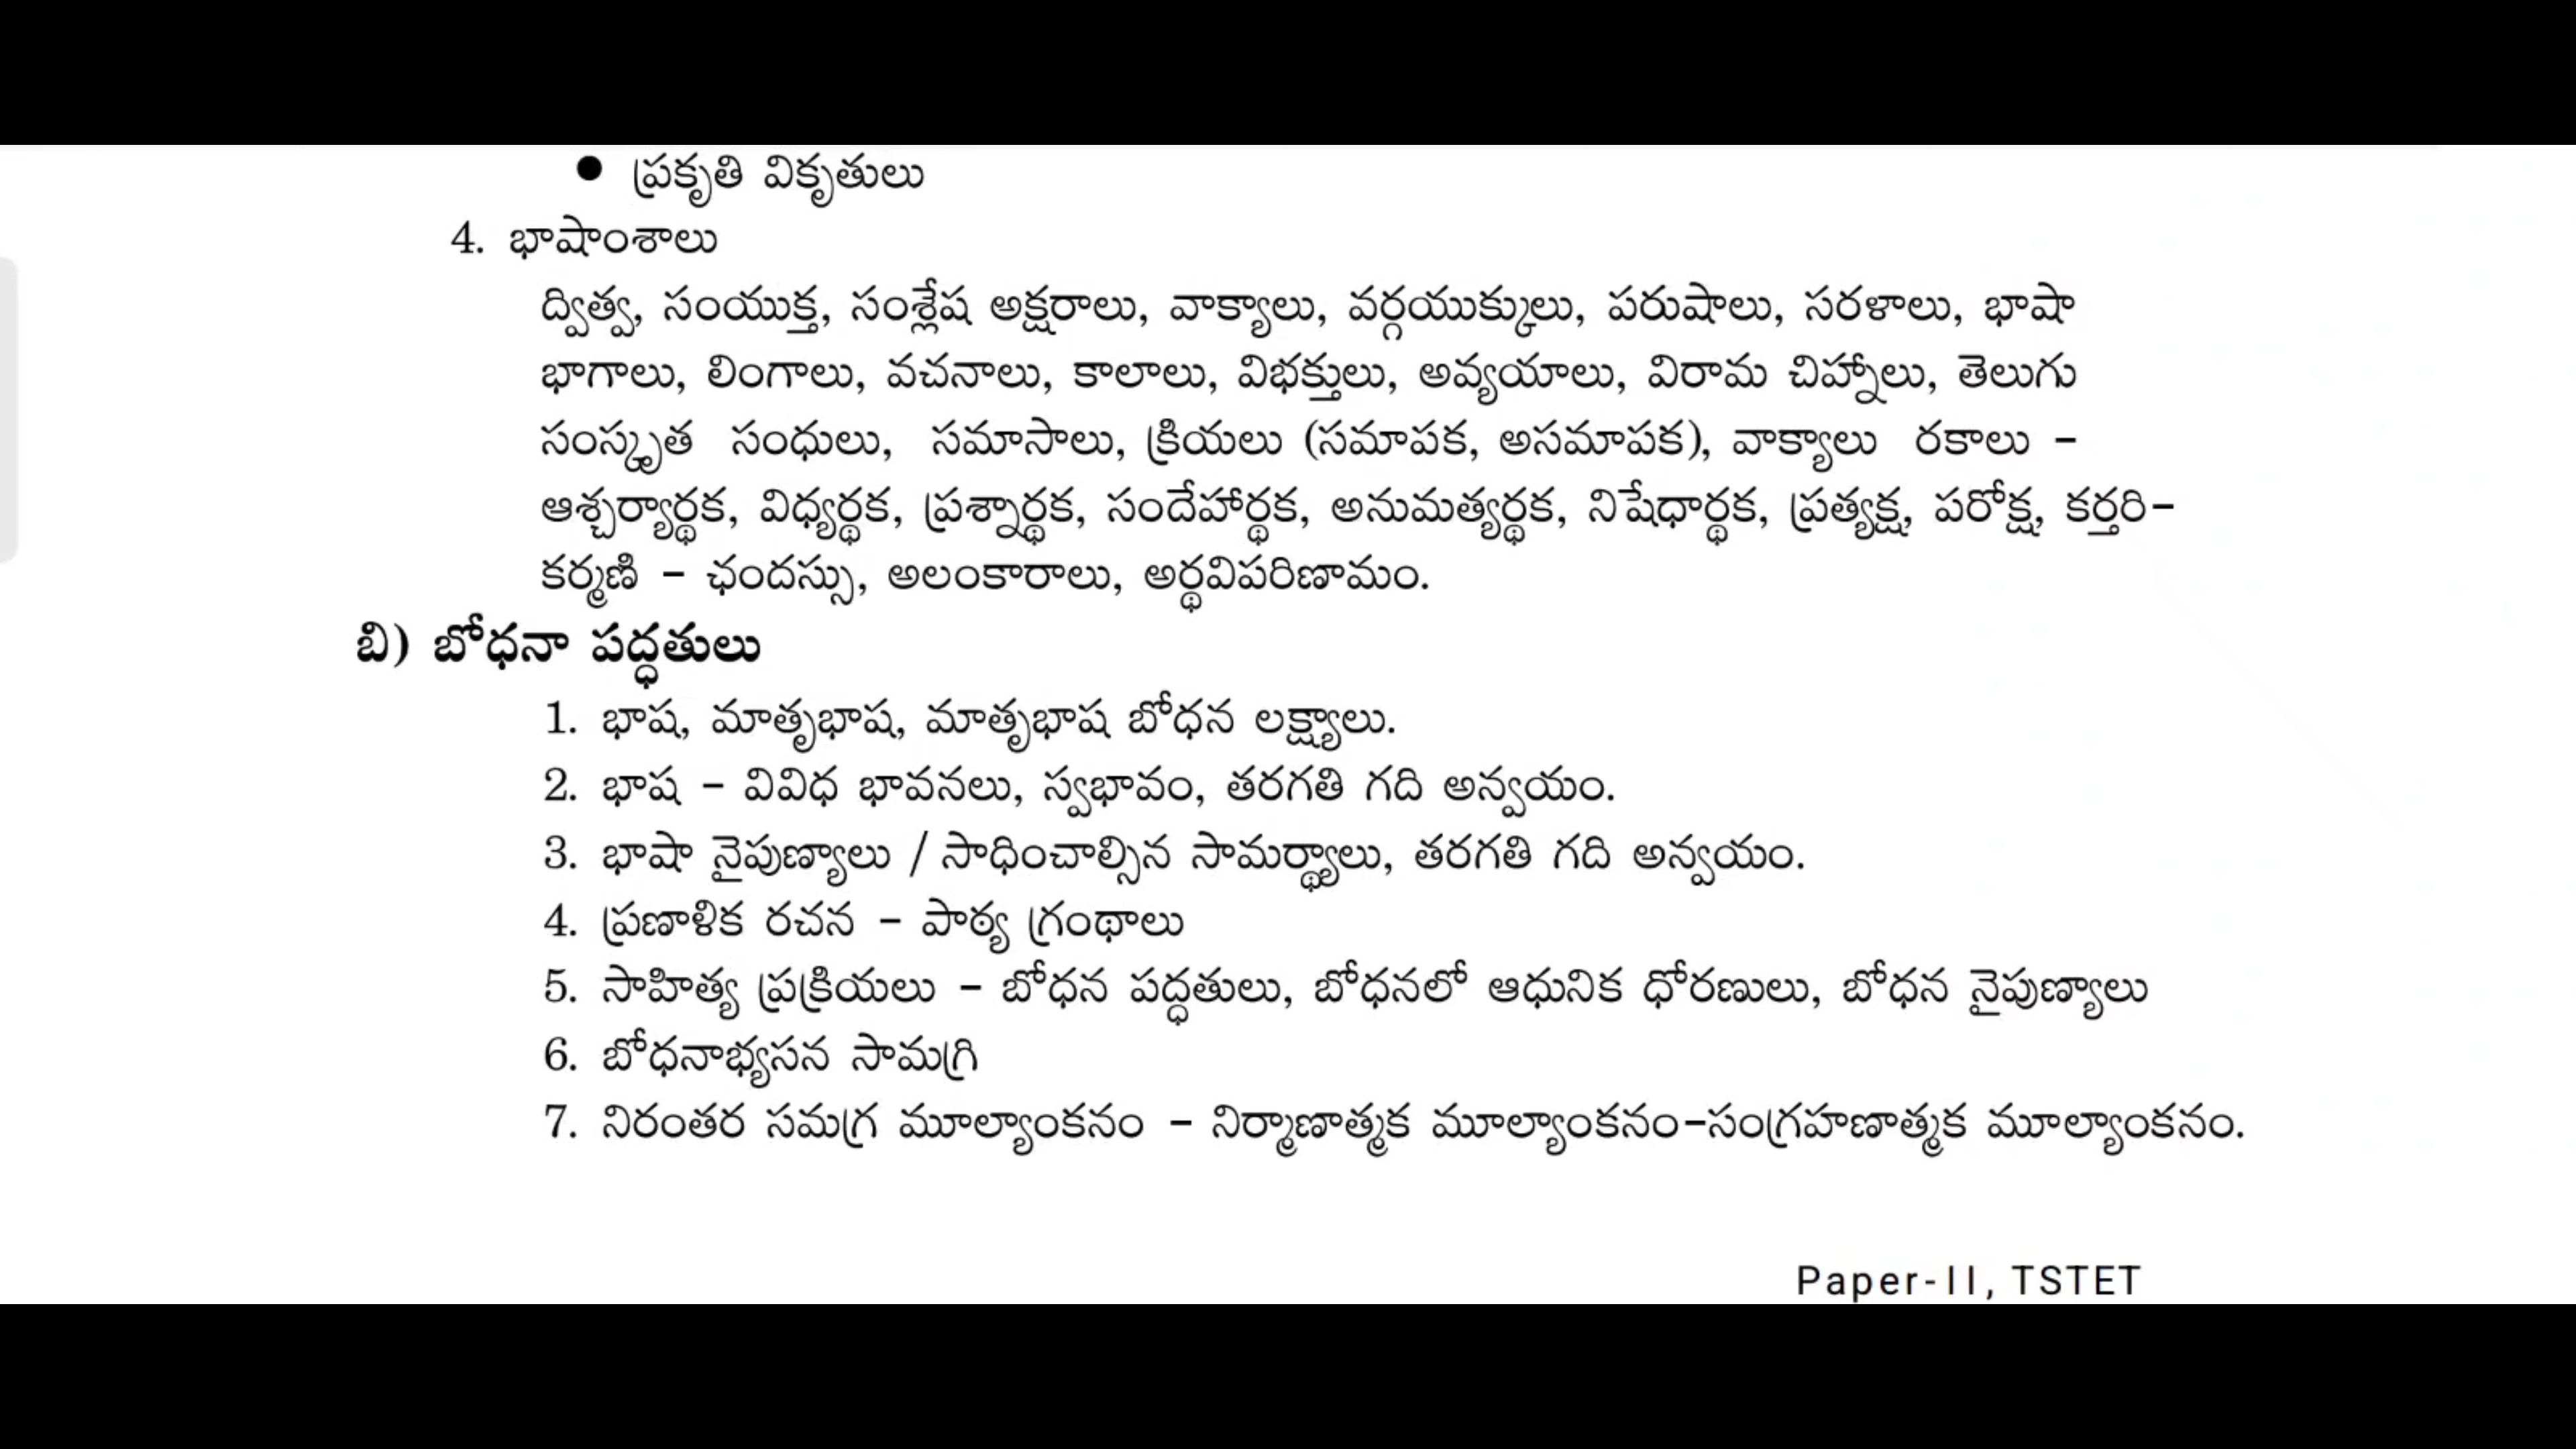 ● ప్రకృతి వికృతులు
4. భాషాంశాలు
ద్విత్వ, సంయుక్త, సంశ్లేష అక్షరాలు, వాక్యాలు, వర్గయుక్కులు, పరుషాలు, సరళాలు, భాషా
భాగాలు, లింగాలు, వచనాలు, కాలాలు, విభక్తులు, అవ్యయాలు, విరామ చిహ్నాలు, తెలుగు
సంస్కృత సంధులు, సమాసాలు, క్రియలు (సమాపక, అసమాపక), వాక్యాలు రకాలు -
ఆశ్చర్యార్థక, విధ్యర్థక, ప్రశ్నార్థక, సందేహార్థక, అనుమత్యర్థక, నిషేధార్థక, ప్రత్యక్ష, పరోక్ష, కర్తరి-
కర్మణి - ఛందస్సు, అలంకారాలు, అర్థవిపరిణామం.
బి) బోధనా పద్ధతులు
1. భాష, మాతృభాష, మాతృభాష బోధన లక్ష్యాలు.
2. భాష - వివిధ భావనలు, స్వభావం, తరగతి గది అన్వయం.
3. భాషా నైపుణ్యాలు / సాధించాల్సిన సామర్థ్యాలు, తరగతి గది అన్వయం.
4. ప్రణాళిక రచన - పాఠ్య గ్రంథాలు
5. సాహిత్య ప్రక్రియలు - బోధన పద్ధతులు, బోధనలో ఆధునిక ధోరణులు, బోధన నైపుణ్యాలు
6. బోధనాభ్యసన సామగ్రి
7. నిరంతర సమగ్ర మూల్యాంకనం - నిర్మాణాత్మక మూల్యాంకనం-సంగ్రహణాత్మక మూల్యాంకనం.
Paper-II, TSTET